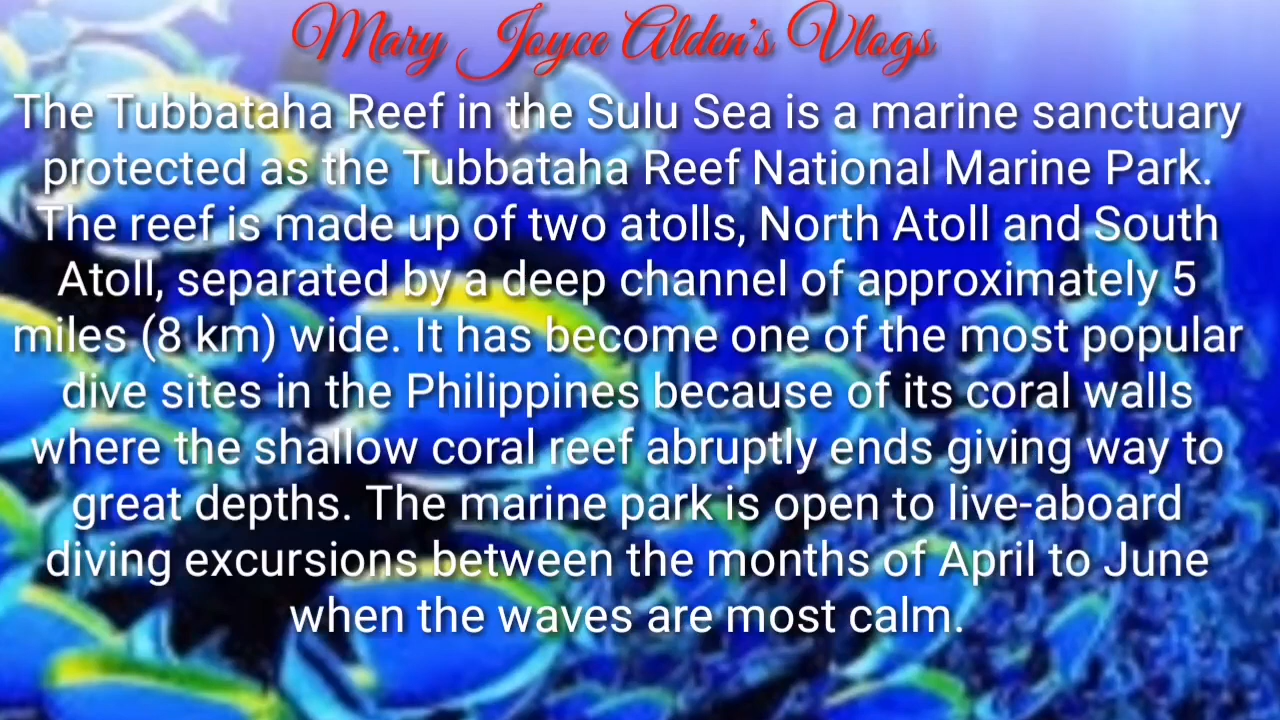 Mary Joyce Alden's Vlogs
The Tubbataha Reef in the Sulu Sea is a marine sanctuary
protected as the Tubbataha Reef National Marine Park.
The reef is made up of two atolls, North Atoll and South
Atoll, separated by a deep channel of approximately 5
miles (8 km) wide. It has become one of the most popular
dive sites in the Philippines because of its coral walls
where the shallow coral reef abruptly ends giving way to
great depths. The marine park is open to live-aboard
diving excursions between the months of April to June
when the waves are most calm.